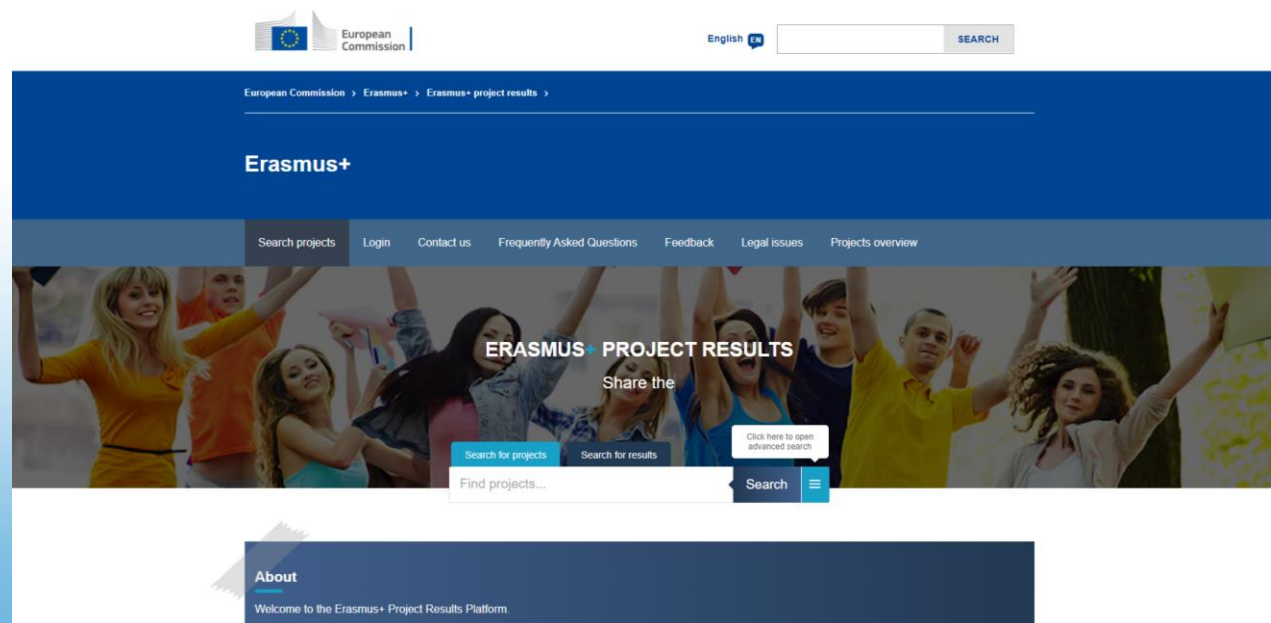 European
Commission
English EN
SEARCH
European Commission > Erasmus+ > Erasmus+ project results >
Erasmus+
Search projects Login Contact us Frequently Asked Questions Feedback Legal issues Projects overview
ERASMUS+ PROJECT RESULTS
Share the
Click here to open
advanced search
Search for projects Search for results
Find projects... Search
About
Welcome to the Erasmus+ Project Results Platform.